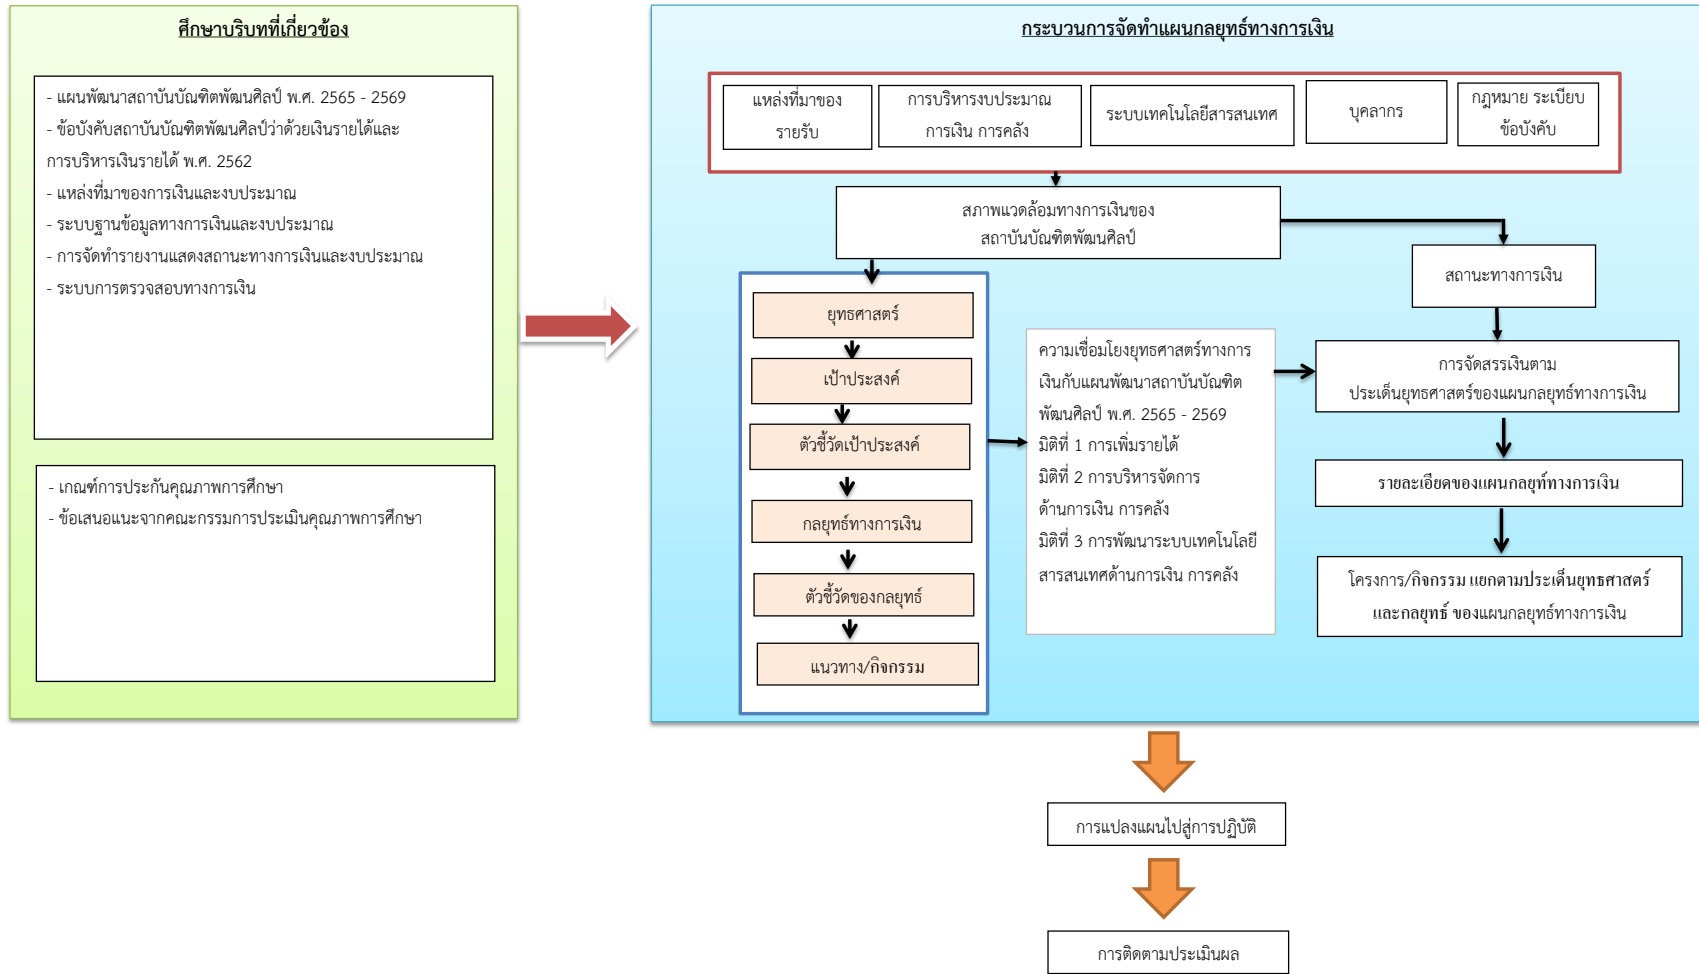 ศึกษาบริบทที่เกี่ยวข้อง
- แผนพัฒนาสถาบันบัณฑิตพัฒนศิลป์ พ.ศ. 2565 - 2569
- ข้อบังคับสถาบันบัณฑิตพัฒนศิลป์ว่าด้วยเงินรายได้และ
การบริหารเงินรายได้ พ.ศ. 2562
- แหล่งที่มาของการเงินและงบประมาณ
- ระบบฐานข้อมูลทางการเงินและงบประมาณ
- การจัดทำรายงานแสดงสถานะทางการเงินและงบประมาณ
- ระบบการตรวจสอบทางการเงิน
- เกณฑ์การประกันคุณภาพการศึกษา
- ข้อเสนอแนะจากคณะกรรมการประเมินคุณภาพการศึกษา
กระบวนการจัดทำแผนกลยุทธ์ทางการเงิน
แหล่งที่มาของ
รายรับ
การบริหารงบประมาณ
การเงิน การคลัง
ระบบเทคโนโลยีสารสนเทศ
บุคลากร
กฎหมาย ระเบียบ
ข้อบังคับ
สภาพแวดล้อมทางการเงินของ
สถาบันบัณฑิตพัฒนศิลป์
ยุทธศาสตร์
เป้าประสงค์
ตัวชี้วัดเป้าประสงค์
กลยุทธ์ทางการเงิน
ตัวชี้วัดของกลยุทธ์
แนวทาง/กิจกรรม
ความเชื่อมโยงยุทธศาสตร์ทางการ
เงินกับแผนพัฒนาสถาบันบัณฑิต
พัฒนศิลป์ พ.ศ. 2565 - 2569
มิติที่ 1 การเพิ่มรายได้
มิติที่ 2 การบริหารจัดการ
ด้านการเงิน การคลัง
มิติที่ 3 การพัฒนาระบบเทคโนโลยี
สารสนเทศด้านการเงิน การคลัง
สถานะทางการเงิน
การจัดสรรเงินตาม
ประเด็นยุทธศาสตร์ของแผนกลยุทธ์ทางการเงิน
รายละเอียดของแผนกลยุท์ทางการเงิน
โครงการ/กิจกรรม แยกตามประเด็นยุทธศาสตร์
และกลยุทธ์ ของแผนกลยุทธ์ทางการเงิน
การแปลงแผนไปสู่การปฏิบัติ
การติดตามประเมินผล